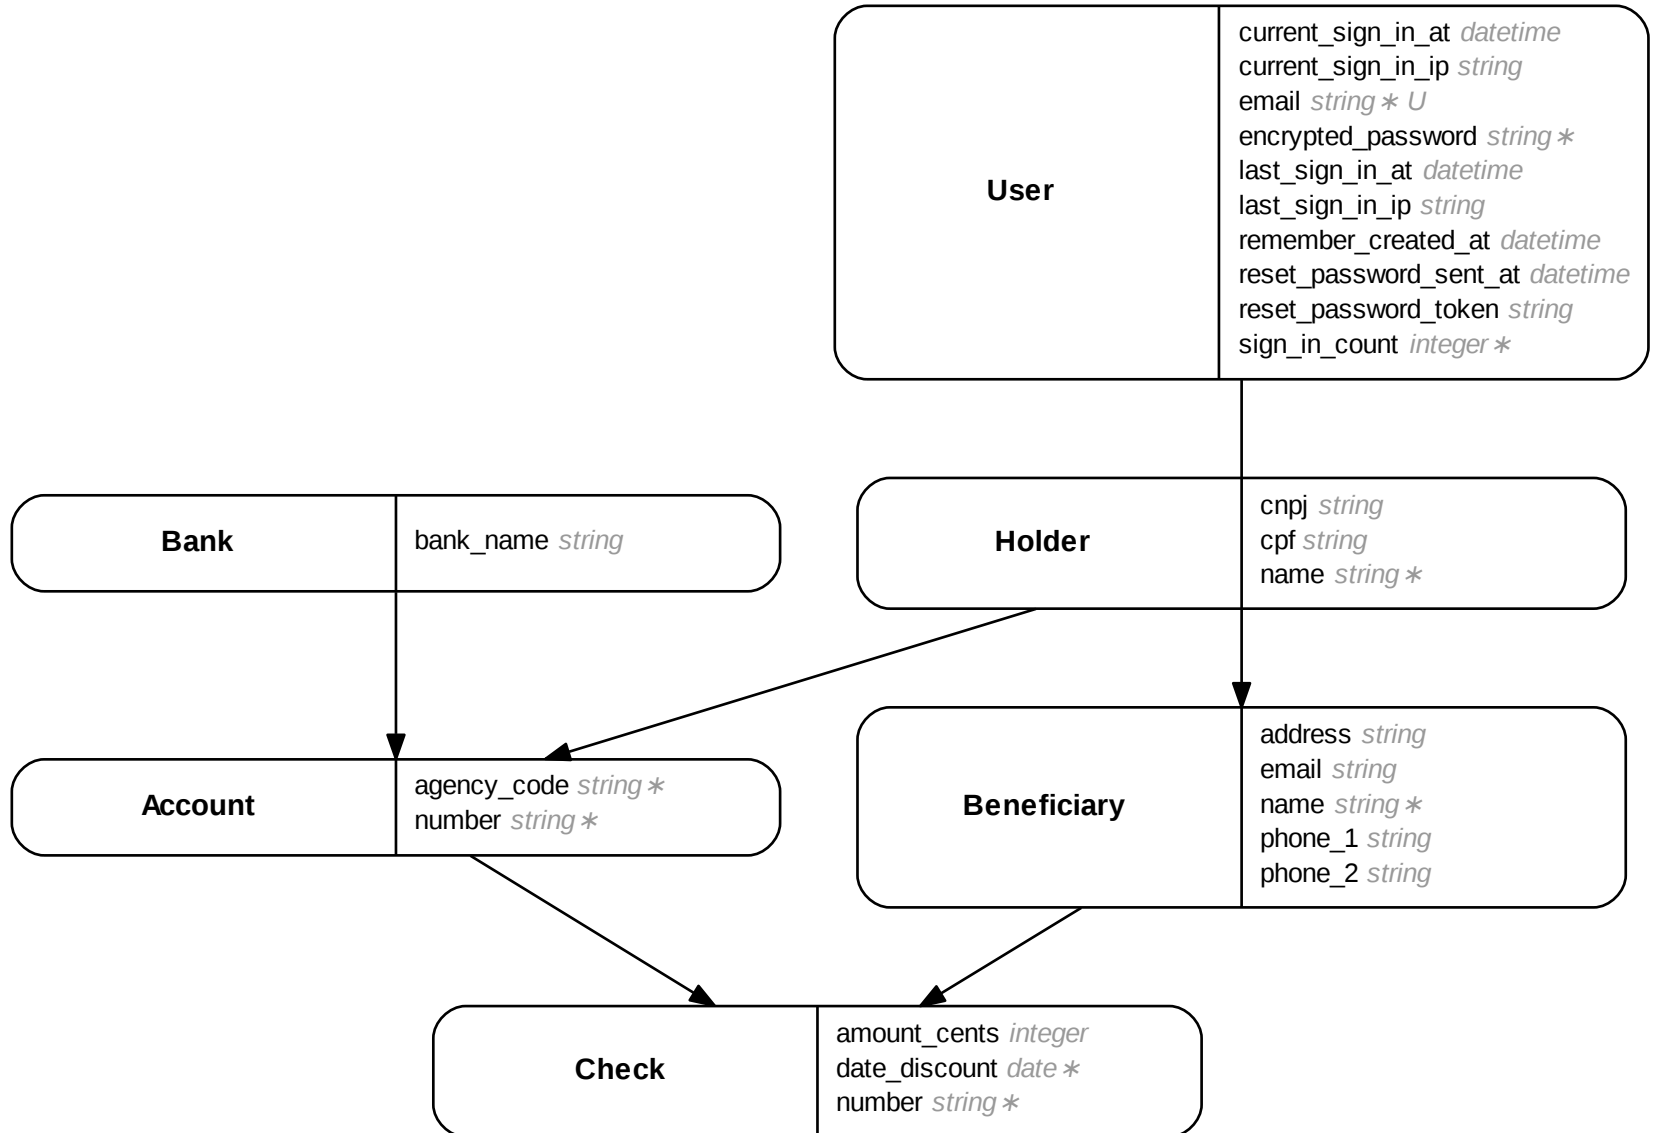 User
current_sign_in_at datetime
current_sign_in_ip string
email string∗ U
encrypted_password string∗
last_sign_in_at datetime
last_sign_in_ip string
remember_created_at datetime
reset_password_sent_at datetime
reset_password_token string
sign_in_count integer∗
Bank
bank_name string
Holder
cnpj string
cpf string
name string∗
Account
agency_code string∗
number string∗
Beneficiary
address string
email string
name string∗
phone_1 string
phone_2 string
Check
amount_cents integer
date_discount date∗
number string∗